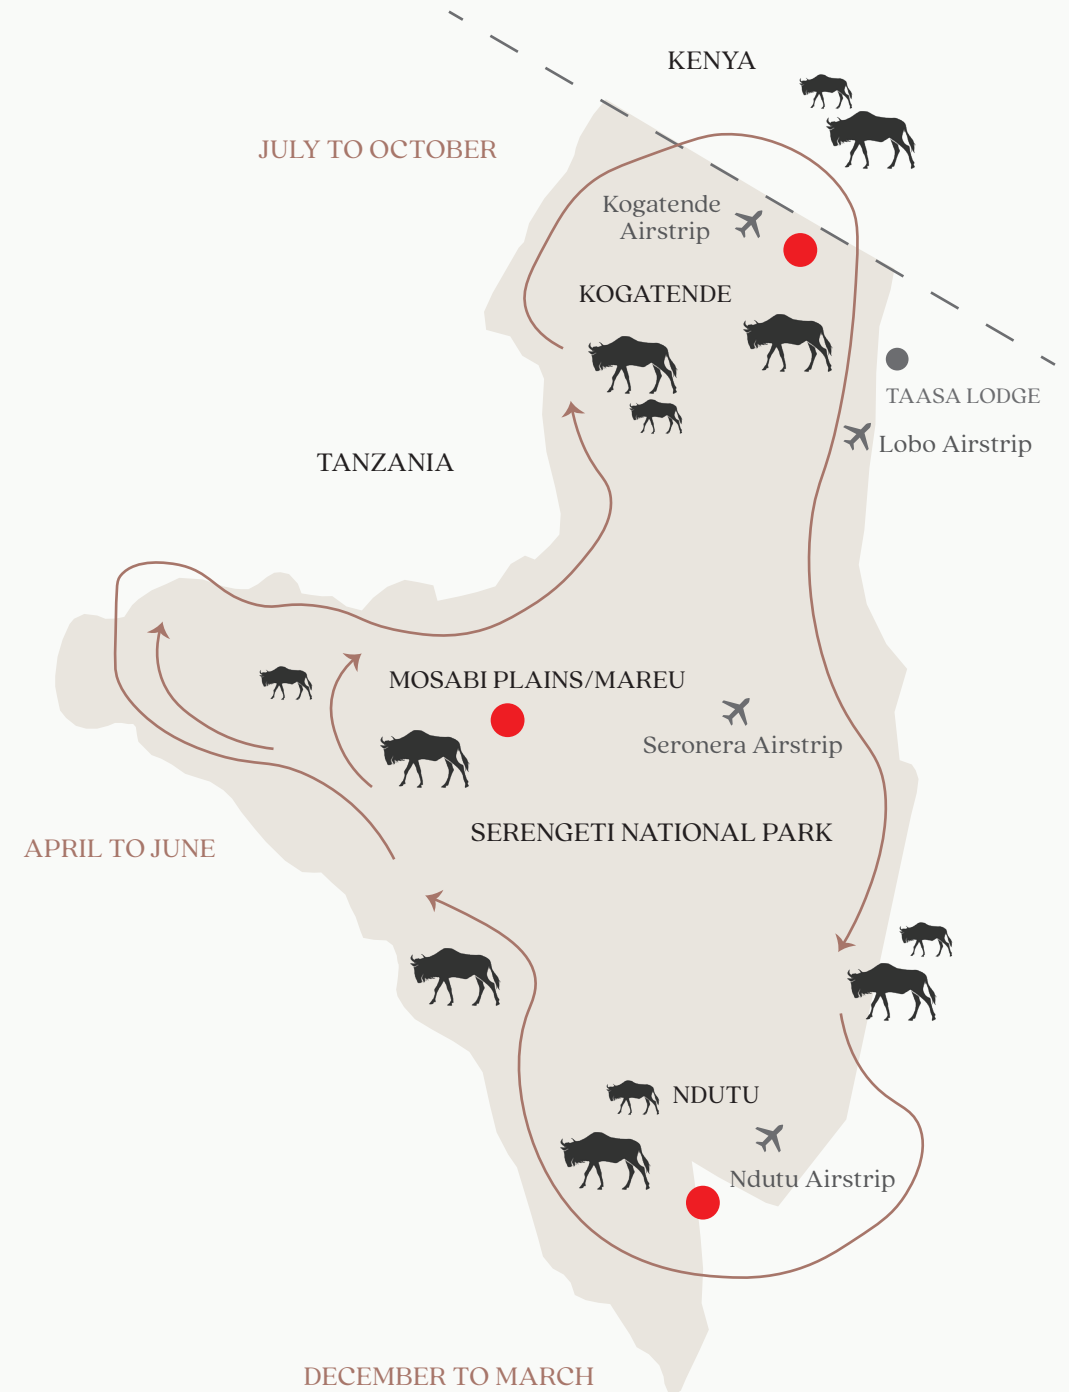 KENYA
JULY TO OCTOBER
Kogatende
Airstrip
KOGATENDE
TAASA LODGE
Lobo Airstrip
TANZANIA
MOSABI PLAINS/MAREU
Seronera Airstrip
SERENGETI NATIONAL PARK
APRIL TO JUNE
NDUTU
Ndutu Airstrip
DECEMBER TO MARCH